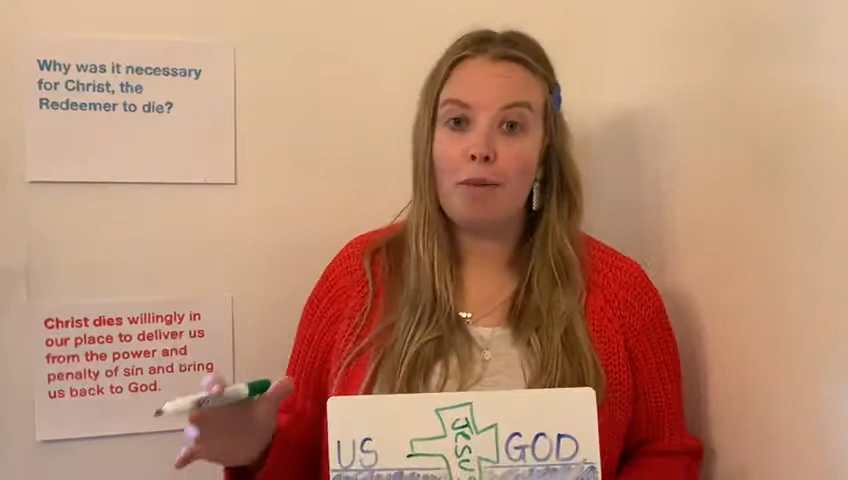 Why was it necessary
for Christ, the
Redeemer to die?
Christ dies willingly in
our place to deliver us
from the power and
penalty of sin and bring
us back to God.
US
JESUS
GOD